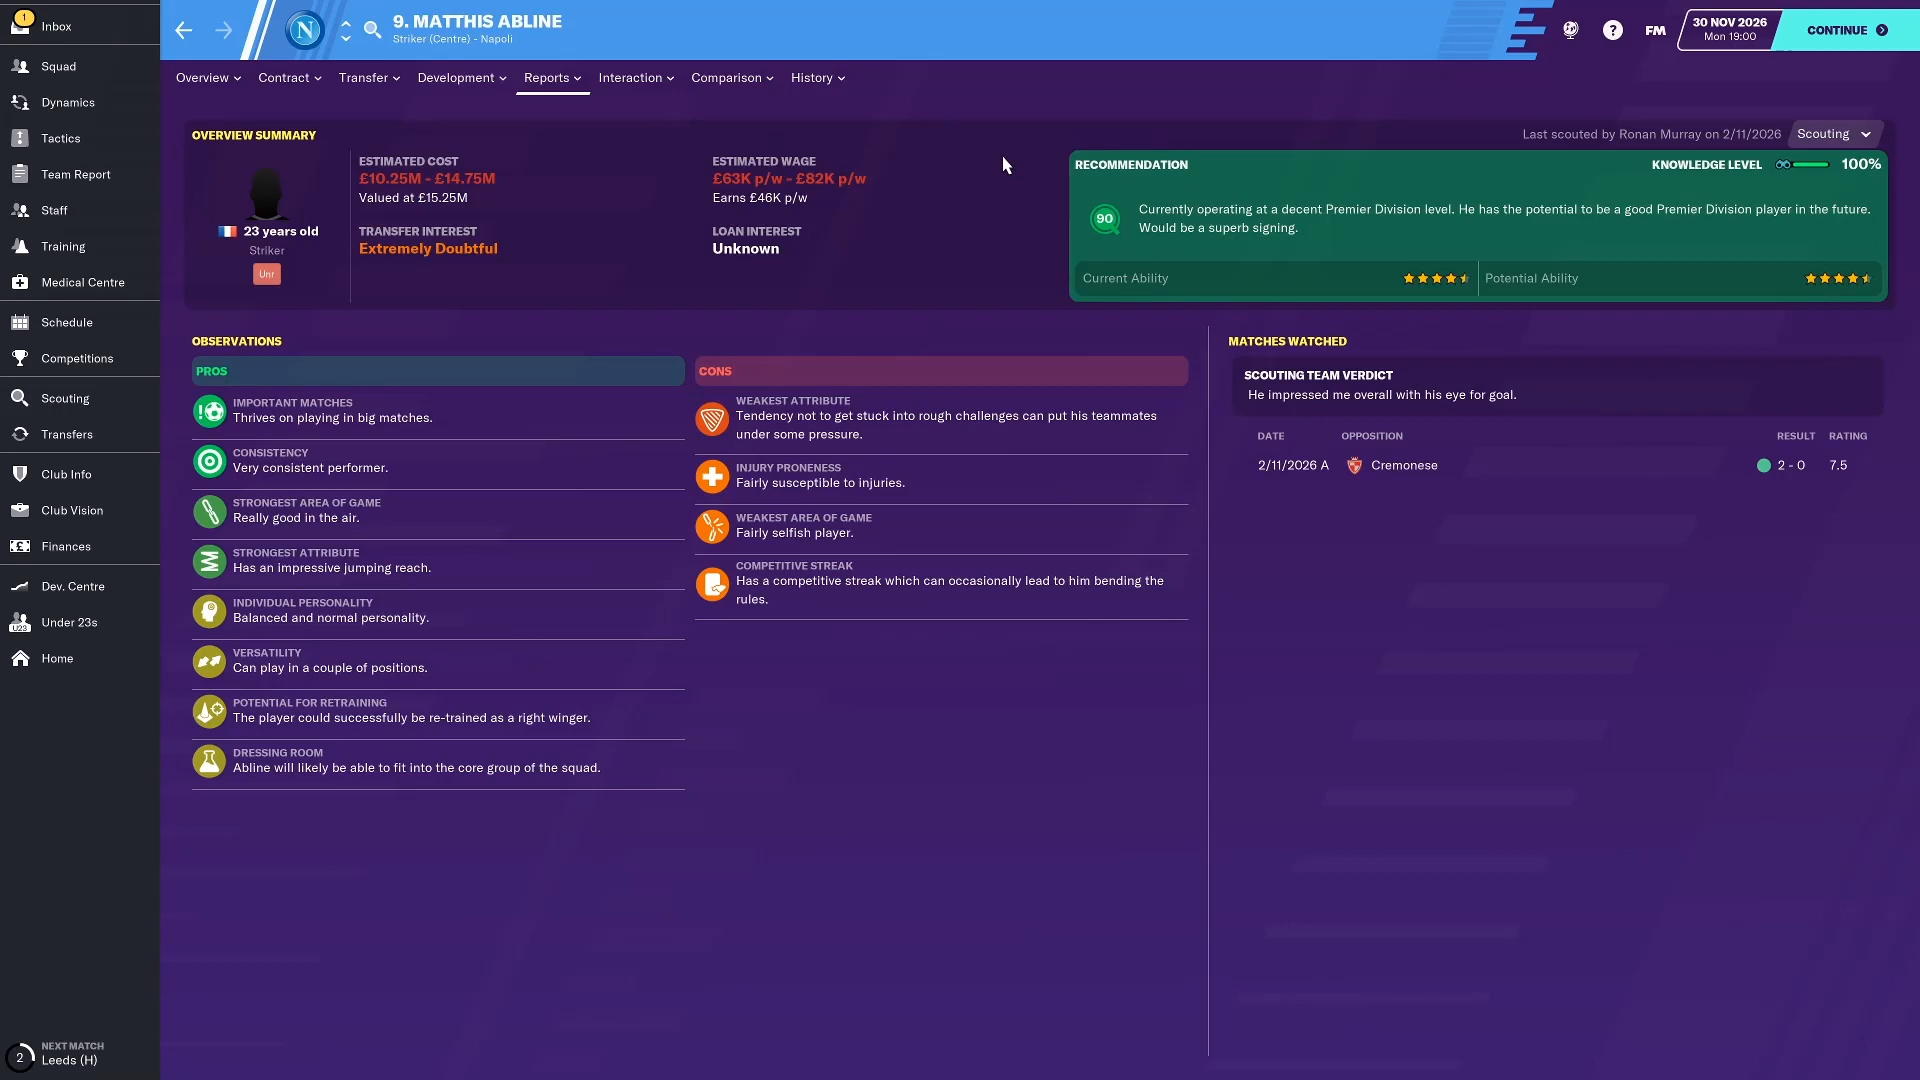 1
Inbox
Squad
Dynamics
Tactics
Team Report
Staff
Training
Medical Centre
Schedule
Competitions
Scouting
Transfers
Club Info
Club Vision
Finances
Dev. Centre
U23
Under 23s
Home
2
NEXT MATCH
Leeds (H)
N
9. MATTHIS ABLINE
Striker (Centre) - Napoli
?
FM
30 NOV 2026
Mon 19:00
CONTINUE
Overview Contract Transfer Development Reports Interaction Comparison History
OVERVIEW SUMMARY
Last scouted by Ronan Murray on 2/11/2026 Scouting
23 years old
Striker
Unr
ESTIMATED COST
£10.25M - £14.75M
Valued at £15.25M
TRANSFER INTEREST
Extremely Doubtful
ESTIMATED WAGE
£63K p/w - £82K p/w
Earns £46K p/w
LOAN INTEREST
Unknown
RECOMMENDATION
KNOWLEDGE LEVEL 100%
90
Currently operating at a decent Premier Division level. He has the potential to be a good Premier Division player in the future.
Would be a superb signing.
Current Ability
Potential Ability
OBSERVATIONS
PROS
IMPORTANT MATCHES
Thrives on playing in big matches.
CONSISTENCY
Very consistent performer.
STRONGEST AREA OF GAME
Really good in the air.
STRONGEST ATTRIBUTE
Has an impressive jumping reach.
INDIVIDUAL PERSONALITY
Balanced and normal personality.
VERSATILITY
Can play in a couple of positions.
POTENTIAL FOR RETRAINING
The player could successfully be re-trained as a right winger.
DRESSING ROOM
Abline will likely be able to fit into the core group of the squad.
CONS
WEAKEST ATTRIBUTE
Tendency not to get stuck into rough challenges can put his teammates
under some pressure.
INJURY PRONENESS
Fairly susceptible to injuries.
WEAKEST AREA OF GAME
Fairly selfish player.
COMPETITIVE STREAK
Has a competitive streak which can occasionally lead to him bending the
rules.
MATCHES WATCHED
SCOUTING TEAM VERDICT
He impressed me overall with his eye for goal.
DATE OPPOSITION RESULT RATING
2/11/2026 A Cremonese 2 - 0 7.5